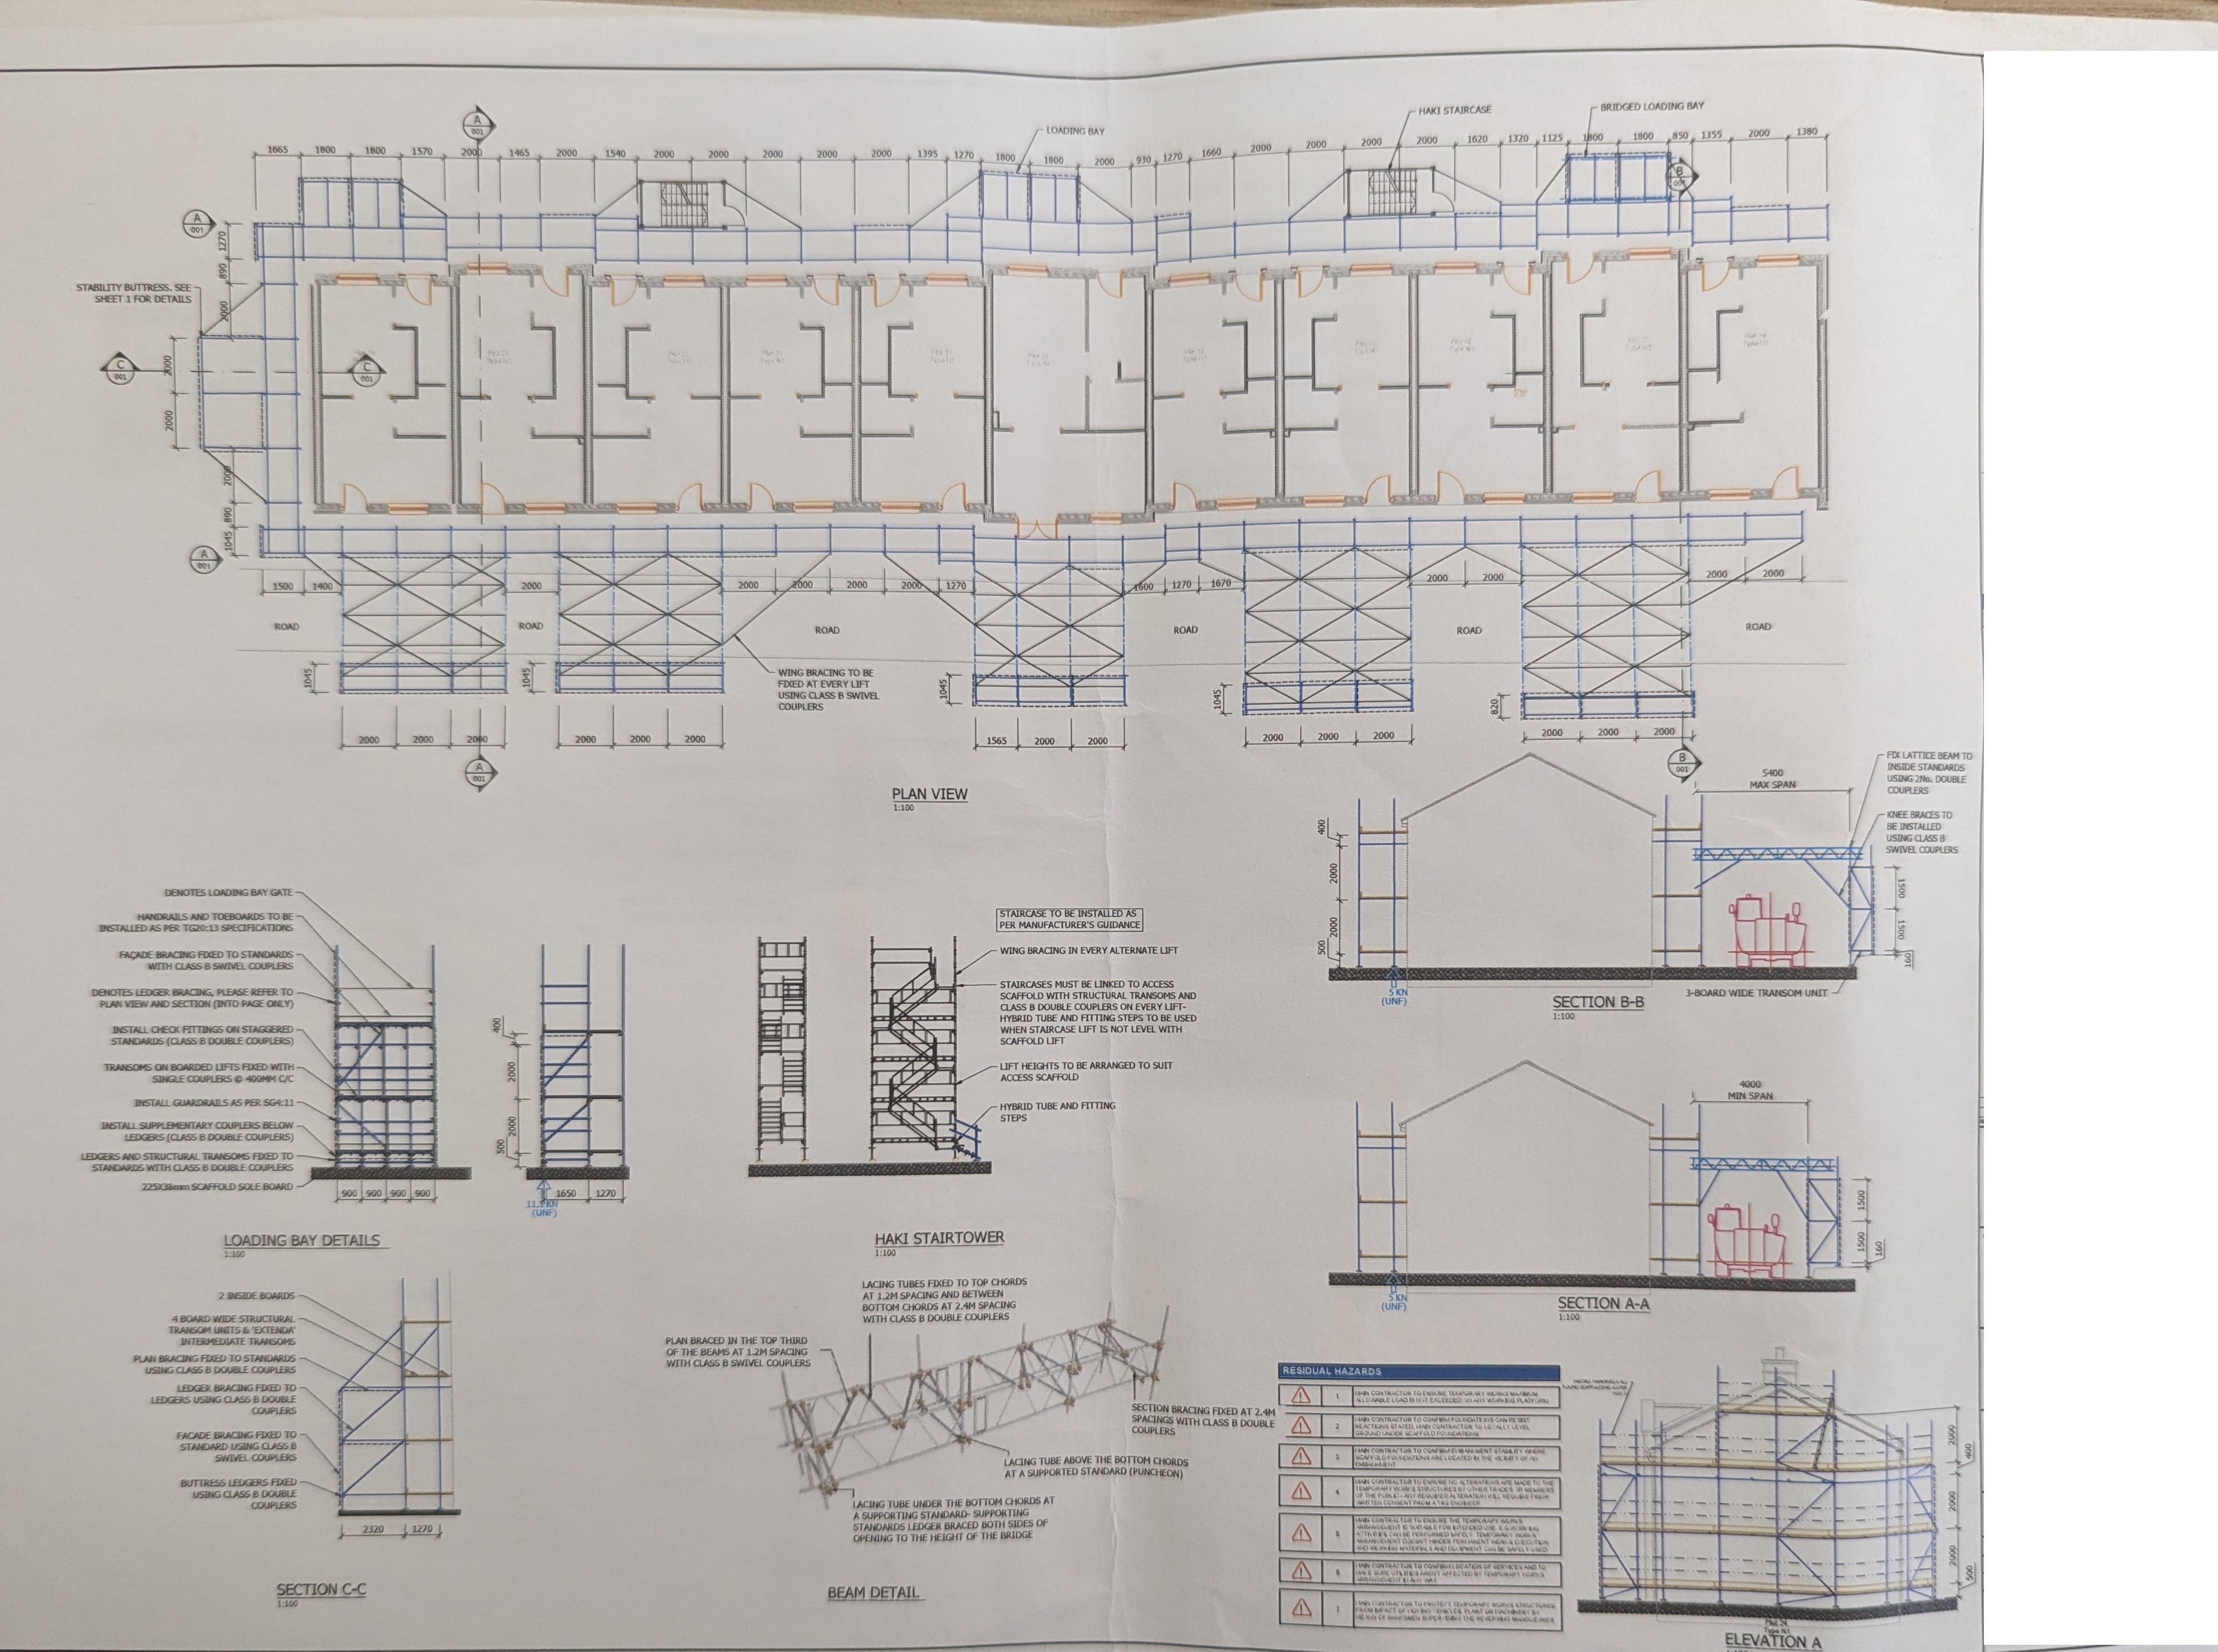 HAKI STAIRCASE
BRIDGED LOADING BAY
LOADING BAY
A
001
1665
1800
1800
1570
2000
1465
2000
1540
2000
2000
2000
2000
2000
1395
1270
1800
1800
2000
930
1270
1660
2000
2000
2000
2000
1620
1320
1125
1800
1800
850
1355
2000
1380
B
A
001
1270
890
STABILITY BUTTRESS. SEE
SHEET 1 FOR DETAILS
2000
C
001
2000
2000
C
001
2000
890
1045
A
001
1500
1400
2000
2000
2000
2000
2000
1270
1600
1270
1670
2000
2000
2000
2000
ROAD
ROAD
ROAD
ROAD
ROAD
ROAD
1045
1045
1045
1045
820
WING BRACING TO BE
FIXED AT EVERY LIFT
USING CLASS B SWIVEL
COUPLERS
2000
2000
2000
2000
2000
2000
1565
2000
2000
2000
2000
2000
2000
2000
2000
A
001
B
001
PLAN VIEW
1:100
5400
MAX SPAN
FIX LATTICE BEAM TO
INSIDE STANDARDS
USING 2No. DOUBLE
COUPLERS
KNEE BRACES TO
BE INSTALLED
USING CLASS B
SWIVEL COUPLERS
400
2000
2000
500
1500
1500
160
5 KN
(UNF)
3-BOARD WIDE TRANSOM UNIT
SECTION B-B
1:100
DENOTES LOADING BAY GATE
HANDRAILS AND TOEBOARDS TO BE
INSTALLED AS PER TG20:13 SPECIFICATIONS
FAÇADE BRACING FIXED TO STANDARDS
WITH CLASS B SWIVEL COUPLERS
DENOTES LEDGER BRACING, PLEASE REFER TO
PLAN VIEW AND SECTION (INTO PAGE ONLY)
INSTALL CHECK FITTINGS ON STAGGERED
STANDARDS (CLASS B DOUBLE COUPLERS)
TRANSOMS ON BOARDED LIFTS FIXED WITH
SINGLE COUPLERS @ 400MM C/C
INSTALL GUARDRAILS AS PER SG4:11
INSTALL SUPPLEMENTARY COUPLERS BELOW
LEDGERS (CLASS B DOUBLE COUPLERS)
LEDGERS AND STRUCTURAL TRANSOMS FIXED TO
STANDARDS WITH CLASS B DOUBLE COUPLERS
225X38mm SCAFFOLD SOLE BOARD
900
900
900
900
400
2000
2000
500
1650
1270
KN
(UNF)
LOADING BAY DETAILS
1:100
STAIRCASE TO BE INSTALLED AS
PER MANUFACTURER'S GUIDANCE
WING BRACING IN EVERY ALTERNATE LIFT
STAIRCASES MUST BE LINKED TO ACCESS
SCAFFOLD WITH STRUCTURAL TRANSOMS AND
CLASS B DOUBLE COUPLERS ON EVERY LIFT-
HYBRID TUBE AND FITTING STEPS TO BE USED
WHEN STAIRCASE LIFT IS NOT LEVEL WITH
SCAFFOLD LIFT
LIFT HEIGHTS TO BE ARRANGED TO SUIT
ACCESS SCAFFOLD
HYBRID TUBE AND FITTING
STEPS
HAKI STAIRTOWER
1:100
4000
MIN SPAN
1500
1500
160
5 KN
(UNF)
SECTION A-A
1:100
2 INSIDE BOARDS
4 BOARD WIDE STRUCTURAL
TRANSOM UNITS & 'EXTENDA'
INTERMEDIATE TRANSOMS
PLAN BRACING FIXED TO STANDARDS
USING CLASS B DOUBLE COUPLERS
LEDGER BRACING FIXED TO
LEDGERS USING CLASS B DOUBLE
COUPLERS
FACADE BRACING FIXED TO
STANDARD USING CLASS B
SWIVEL COUPLERS
BUTTRESS LEDGERS FIXED
USING CLASS B DOUBLE
COUPLERS
2320
1270
SECTION C-C
1:100
LACING TUBES FIXED TO TOP CHORDS
AT 1.2M SPACING AND BETWEEN
BOTTOM CHORDS AT 2.4M SPACING
WITH CLASS B DOUBLE COUPLERS
PLAN BRACED IN THE TOP THIRD
OF THE BEAMS AT 1.2M SPACING
WITH CLASS B SWIVEL COUPLERS
SECTION BRACING FIXED AT 2.4M
SPACINGS WITH CLASS B DOUBLE
COUPLERS
LACING TUBE ABOVE THE BOTTOM CHORDS
AT A SUPPORTED STANDARD (PUNCHEON)
LACING TUBE UNDER THE BOTTOM CHORDS AT
A SUPPORTING STANDARD- SUPPORTING
STANDARDS LEDGER BRACED BOTH SIDES OF
OPENING TO THE HEIGHT OF THE BRIDGE
BEAM DETAIL
RESIDUAL HAZARDS
1
2
3
4
5
6
7
2000
400
2000
2000
500
ELEVATION A